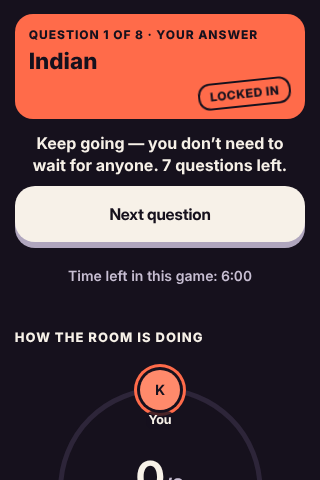 QUESTION 1 OF 8 · YOUR ANSWER
Indian
LOCKED IN
Keep going — you don’t need to
wait for anyone. 7 questions left.
Next question
Time left in this game: 6:00
HOW THE ROOM IS DOING
K
You